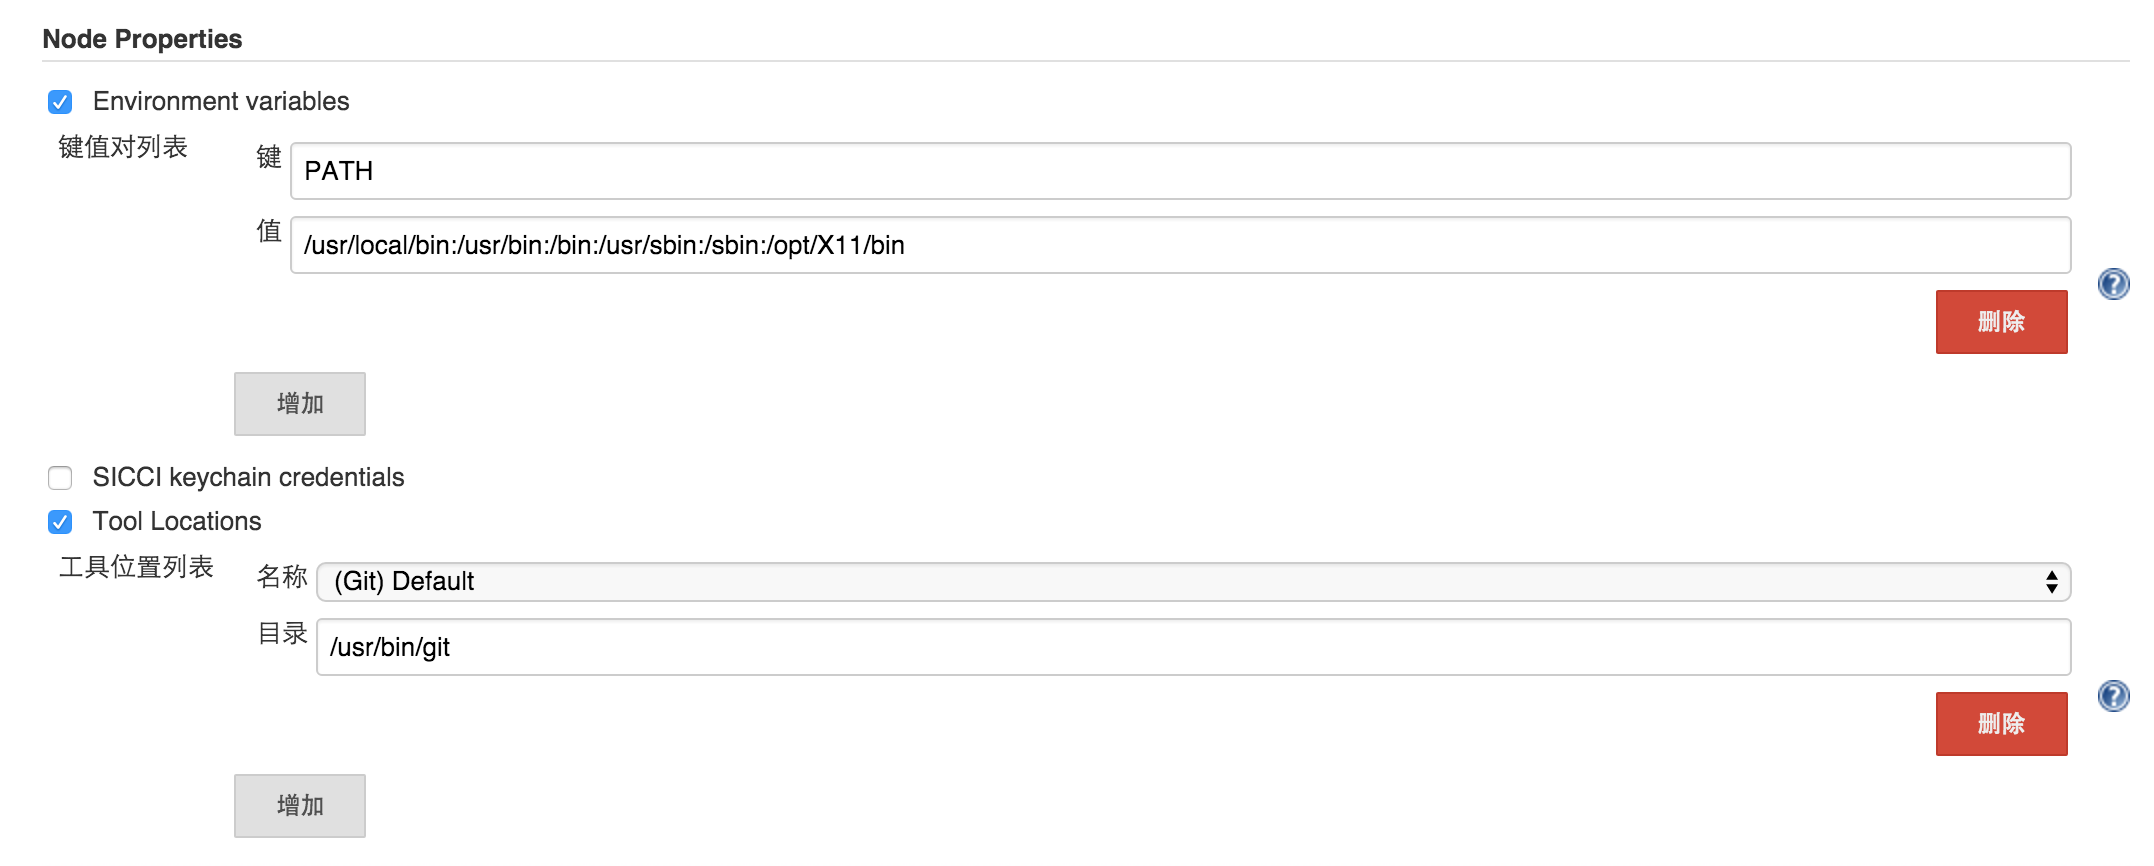 Node Properties
Environment variables
键值对列表
键
PATH
值
/usr/local/bin:/usr/bin:/bin:/usr/sbin:/sbin:/opt/X11/bin
删除
增加
SICCI keychain credentials
Tool Locations
工具位置列表
名称
(Git) Default
目录
/usr/bin/git
删除
增加